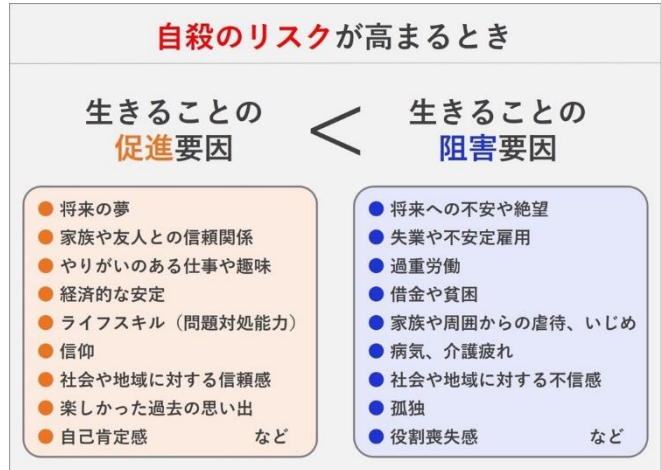 自殺のリスクが高まるとき
生きることの
促進要因
<
生きることの
阻害要因
● 将来の夢
● 家族や友人との信頼関係
● やりがいのある仕事や趣味
● 経済的な安定
● ライフスキル（問題対処能力）
● 信仰
● 社会や地域に対する信頼感
● 楽しかった過去の思い出
● 自己肯定感 など
● 将来への不安や絶望
● 失業や不安定雇用
● 過重労働
● 借金や貧困
● 家族や周囲からの虐待、いじめ
● 病気、介護疲れ
● 社会や地域に対する不信感
● 孤独
● 役割喪失感 など